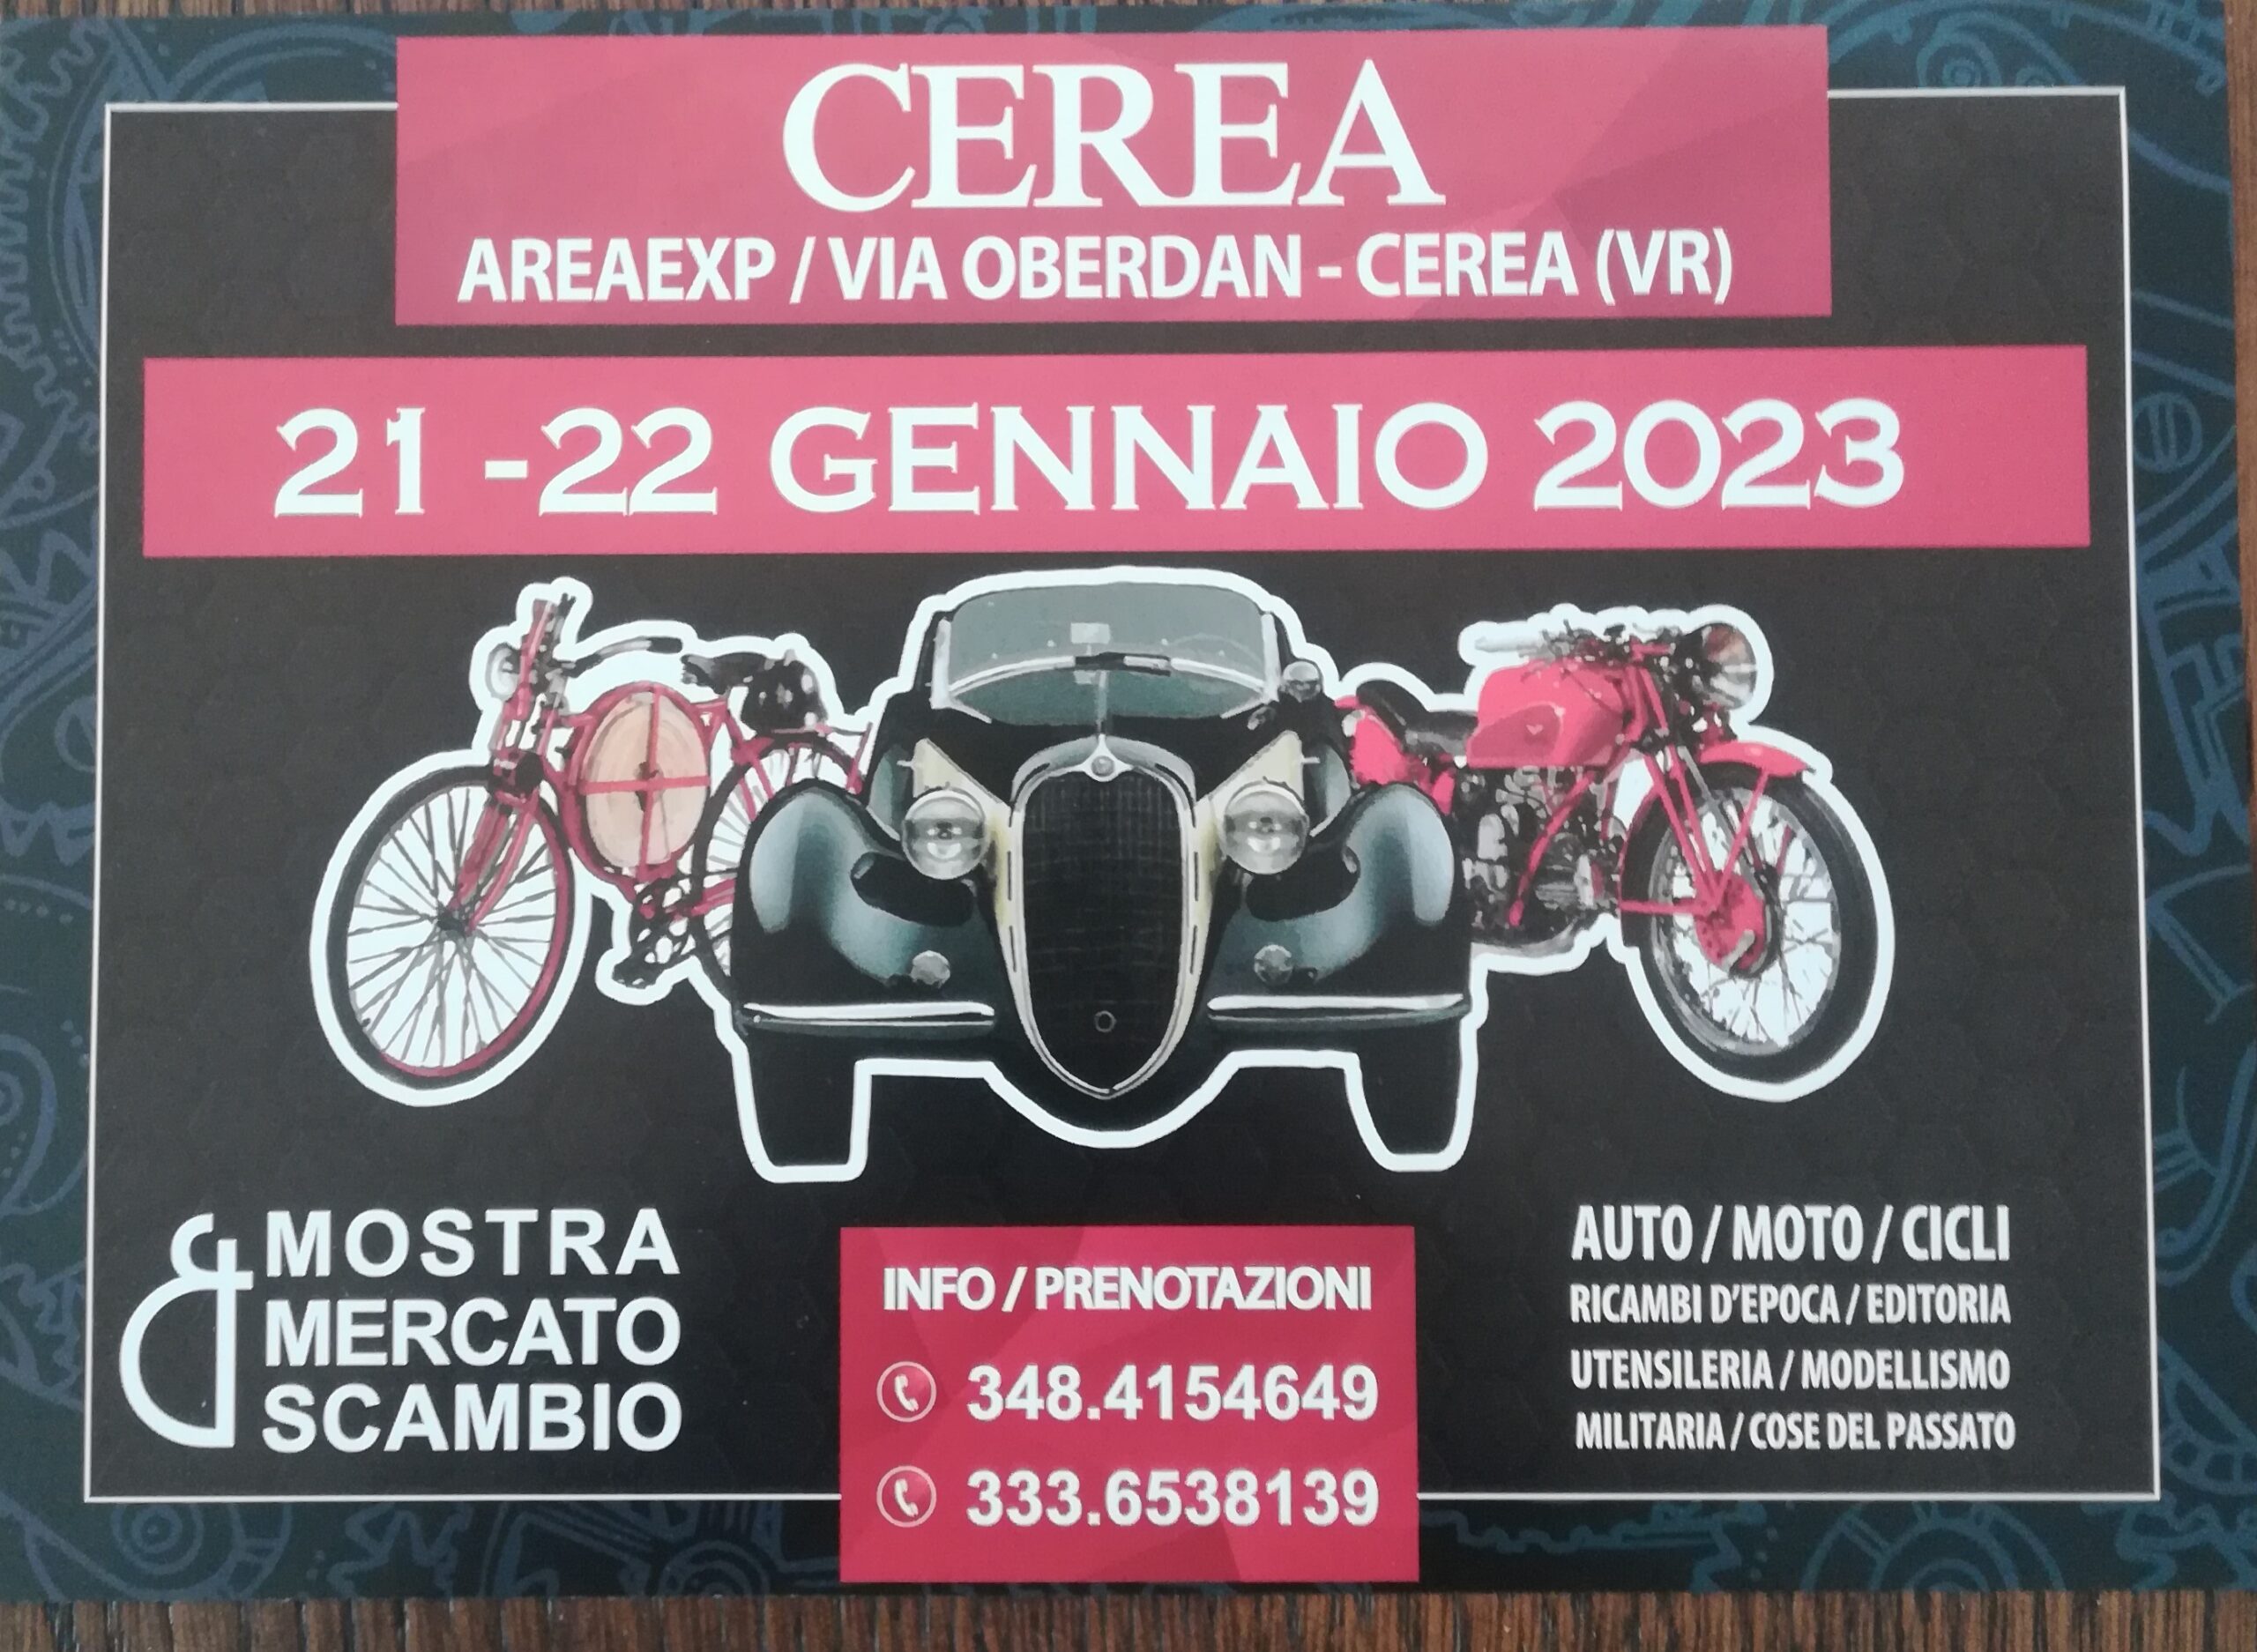 CEREA
AREAEXP / VIA OBERDAN - CEREA (VR)
21 -22 GENNAIO 2023
MOSTRA
MERCATO
SCAMBIO
INFO / PRENOTAZIONI
348.4154649
333.6538139
AUTO / MOTO / CICLI
RICAMBI D'EPOCA / EDITORIA
UTENSILERIA / MODELLISMO
MILITARIA / COSE DEL PASSATO